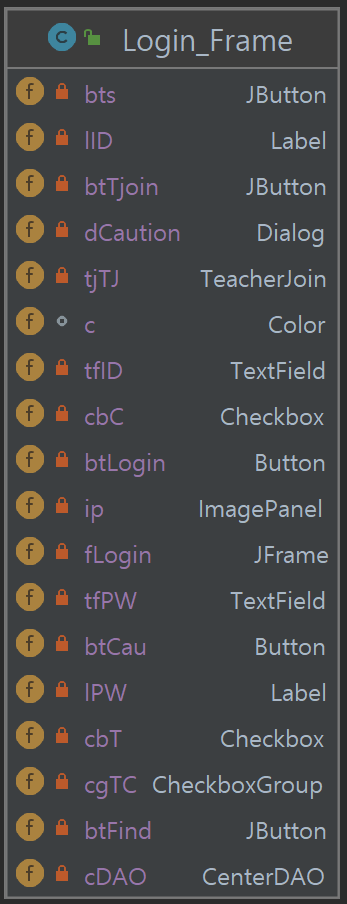 Login_Frame
bts JButton
lID Label
btTjoin JButton
dCaution Dialog
tjTJ TeacherJoin
c Color
tfID TextField
cbC Checkbox
btLogin Button
ip ImagePanel
fLogin JFrame
tfPW TextField
btCau Button
lPW Label
cbT Checkbox
cgTC CheckboxGroup
btFind JButton
cDAO CenterDAO